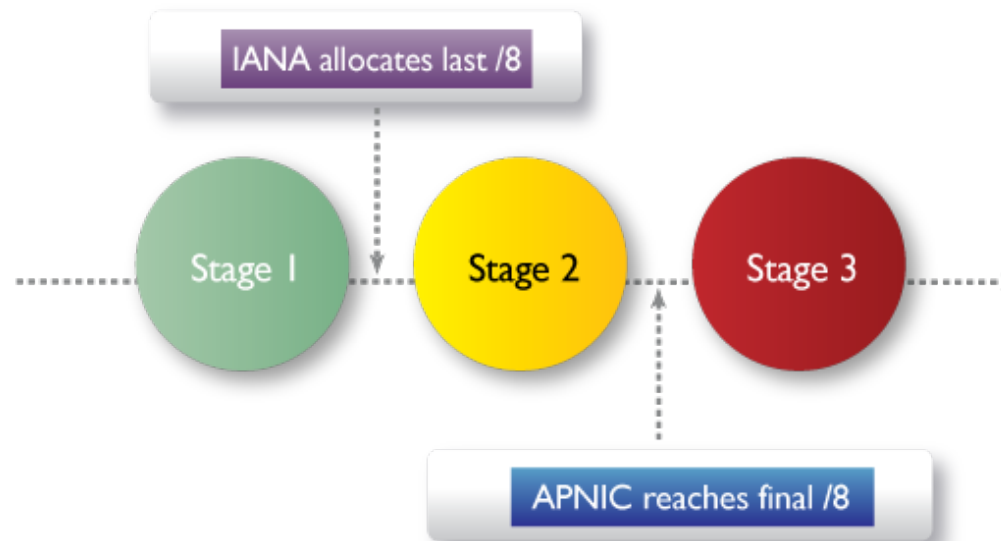 IANA allocates last /8
Stage 1
Stage 2
Stage 3
APNIC reaches final /8